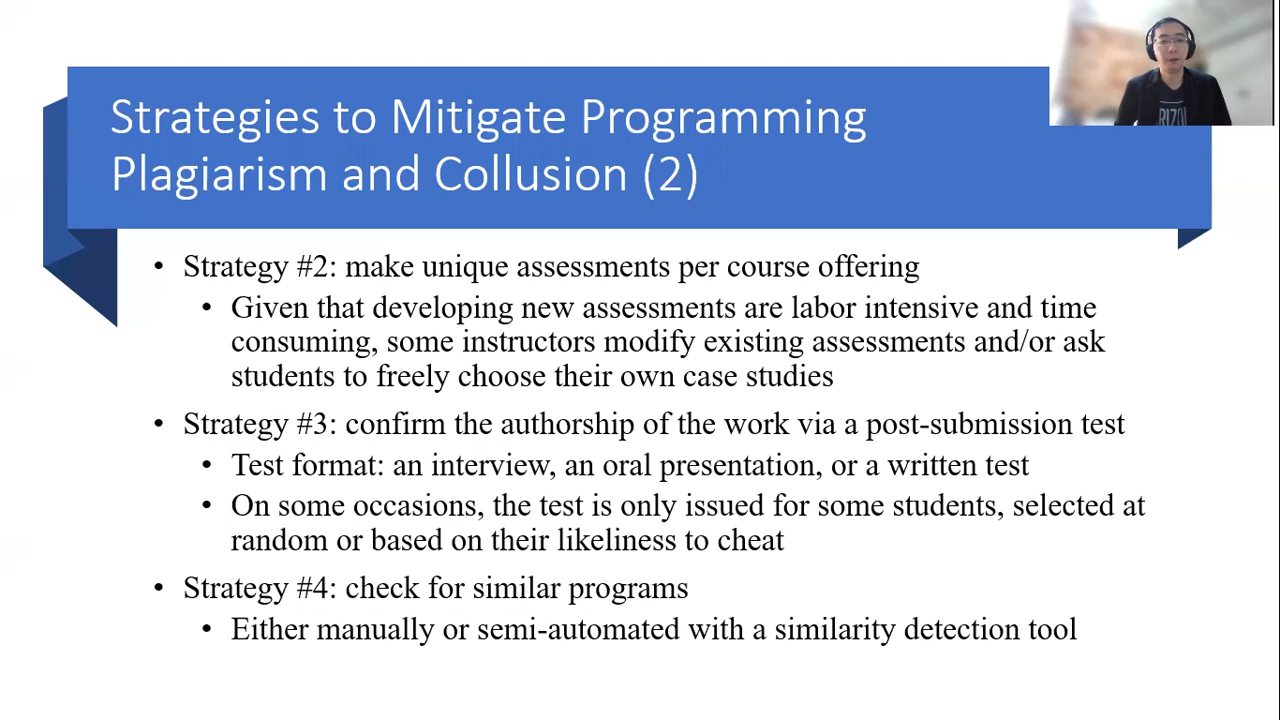 Strategies to Mitigate Programming
Plagiarism and Collusion (2)
• Strategy #2: make unique assessments per course offering
• Given that developing new assessments are labor intensive and time
consuming, some instructors modify existing assessments and/or ask
students to freely choose their own case studies
• Strategy #3: confirm the authorship of the work via a post-submission test
• Test format: an interview, an oral presentation, or a written test
• On some occasions, the test is only issued for some students, selected at
random or based on their likeliness to cheat
• Strategy #4: check for similar programs
• Either manually or semi-automated with a similarity detection tool